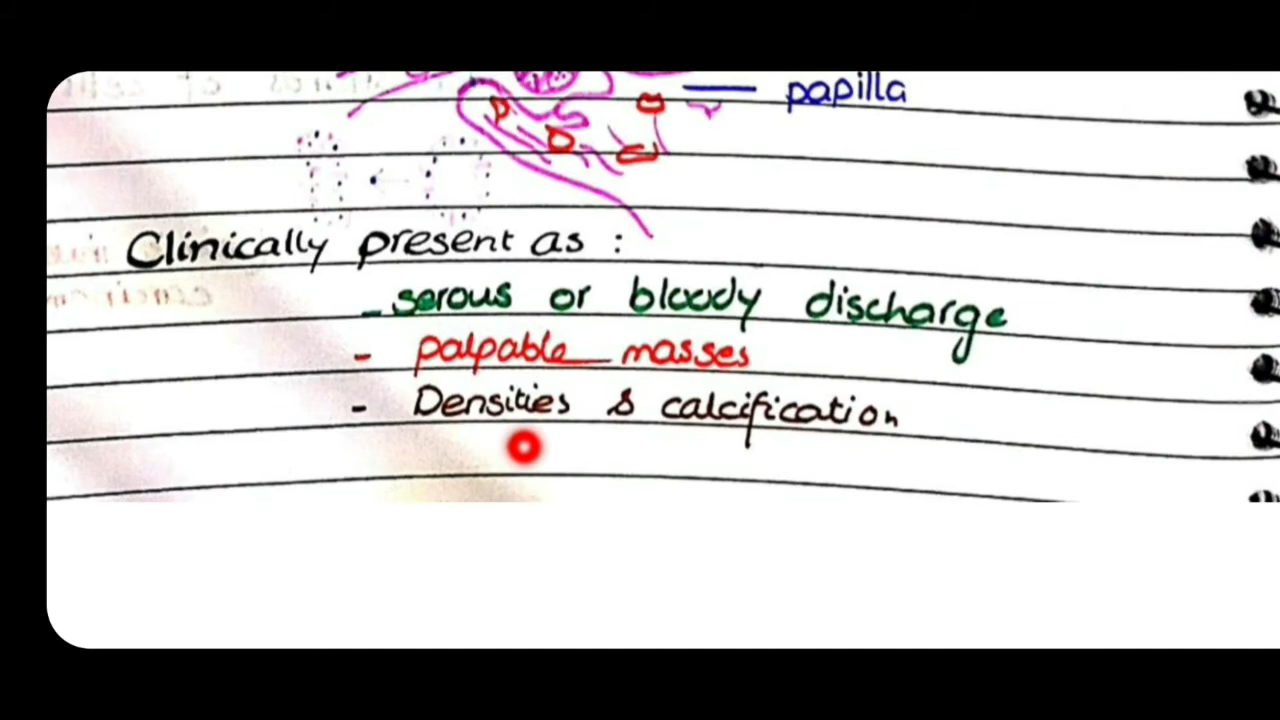 papilla
Clinically present as :
- serous or bloody discharge
- palpable masses
- Densities & calcification